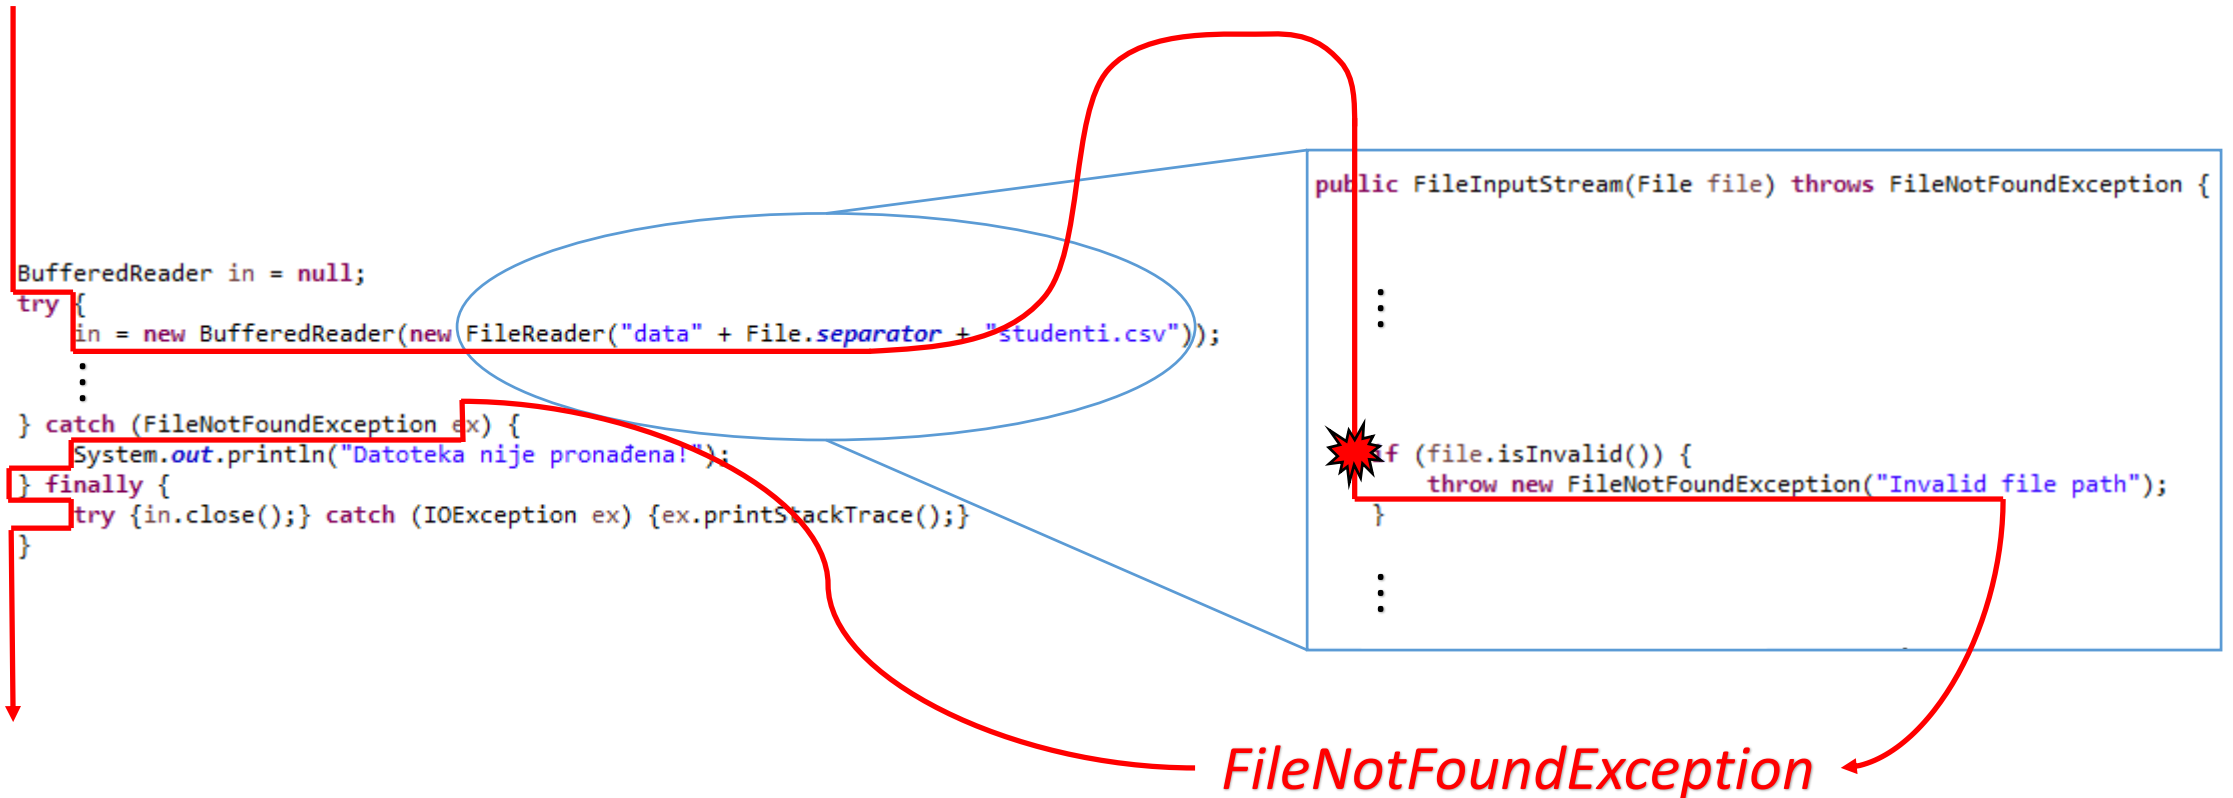 BufferedReader in = null;
try {
in = new BufferedReader(new FileReader("data" + File.separator + "studenti.csv"));
} catch (FileNotFoundException ex) {
System.out.println("Datoteka nije pronađena!");
} finally {
try {in.close();} catch (IOException ex) {ex.printStackTrace();}
}
public FileInputStream(File file) throws FileNotFoundException {
if (file.isInvalid()) {
throw new FileNotFoundException("Invalid file path");
}
FileNotFoundException